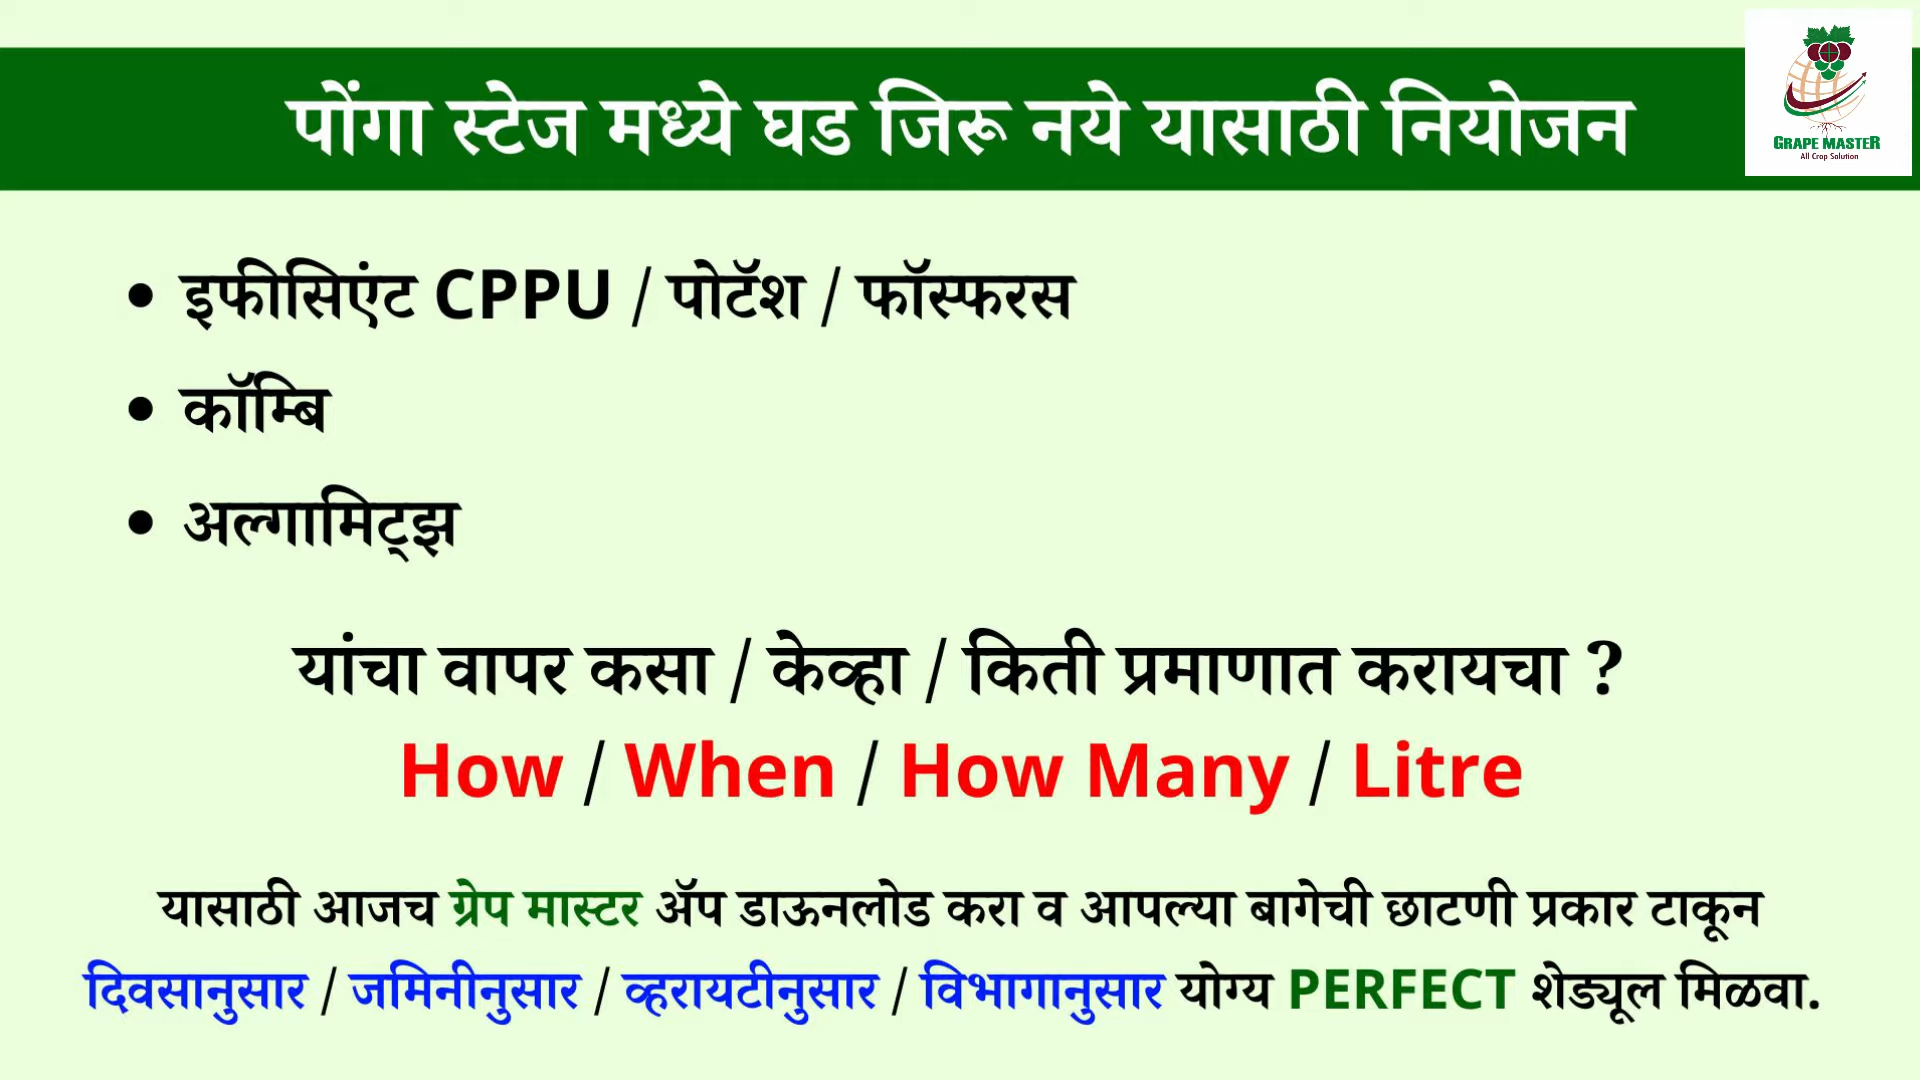 पोंगा स्टेज मध्ये घड जिरू नये यासाठी नियोजन
GRAPE MASTER
All Crop Solution
• इफीसिएंट CPPU / पोटॅश / फॉस्फरस
• कॉम्बि
• अल्गामिट्झ
यांचा वापर कसा / केव्हा / किती प्रमाणात करायचा ?
How / When / How Many / Litre
यासाठी आजच ग्रेप मास्टर ॲप डाऊनलोड करा व आपल्या बागेची छाटणी प्रकार टाकून
दिवसानुसार / जमिनीनुसार / व्हरायटीनुसार / विभागानुसार योग्य PERFECT शेड्यूल मिळवा.